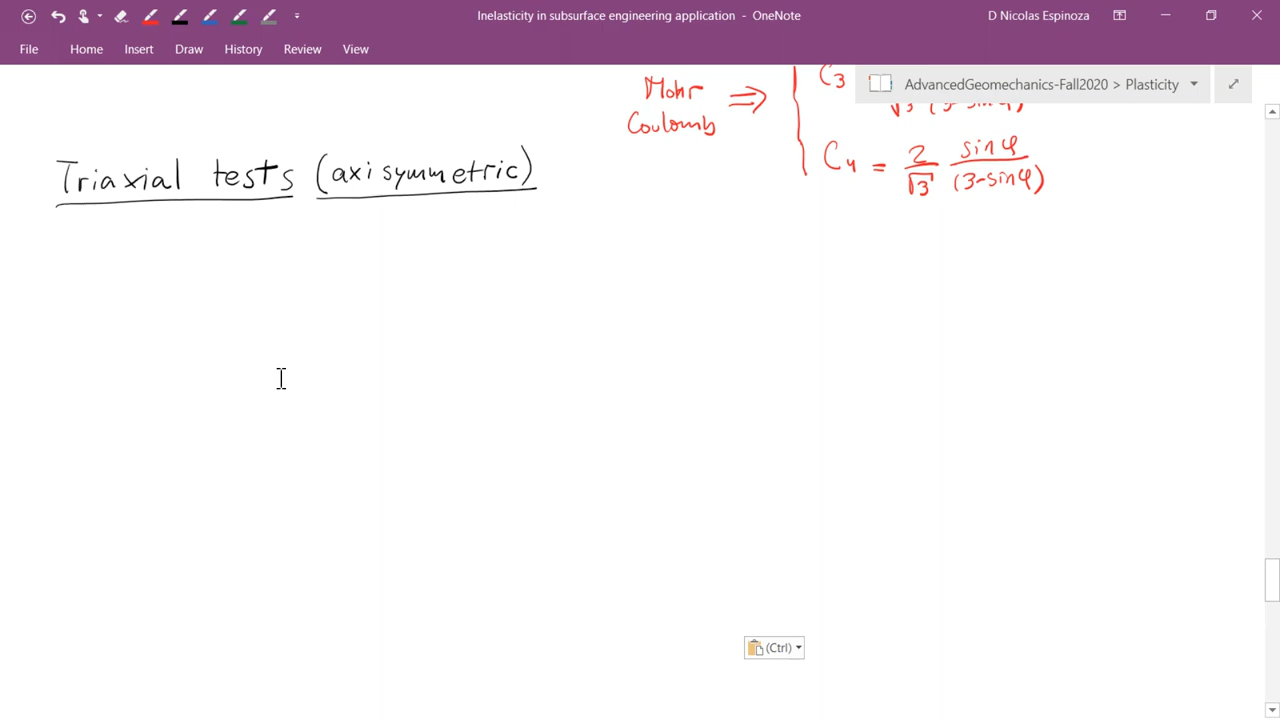 Inelasticity in subsurface engineering application - OneNote
D Nicolas Espinoza
File Home Insert Draw History Review View
AdvancedGeomechanics-Fall2020 > Plasticity
Mohr Coulomb ⇒
C3
C4 = 2/√3 sinφ/(3-sinφ)
Triaxial tests (axisymmetric)
(Ctrl)